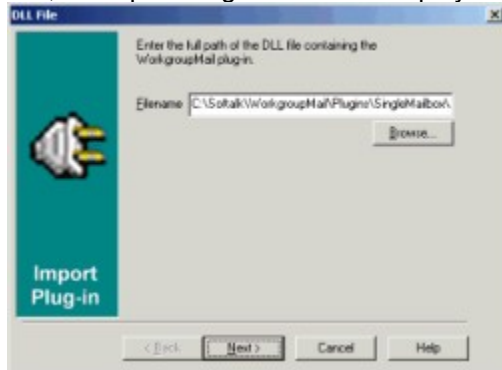 DLL File
Enter the full path of the DLL file containing the
WorkgroupMail plug-in.
Filename C:\Softalk\WorkgroupMail\Plugins\SingleMailbox\
Browse...
Import
Plug-in
< Back Next > Cancel Help